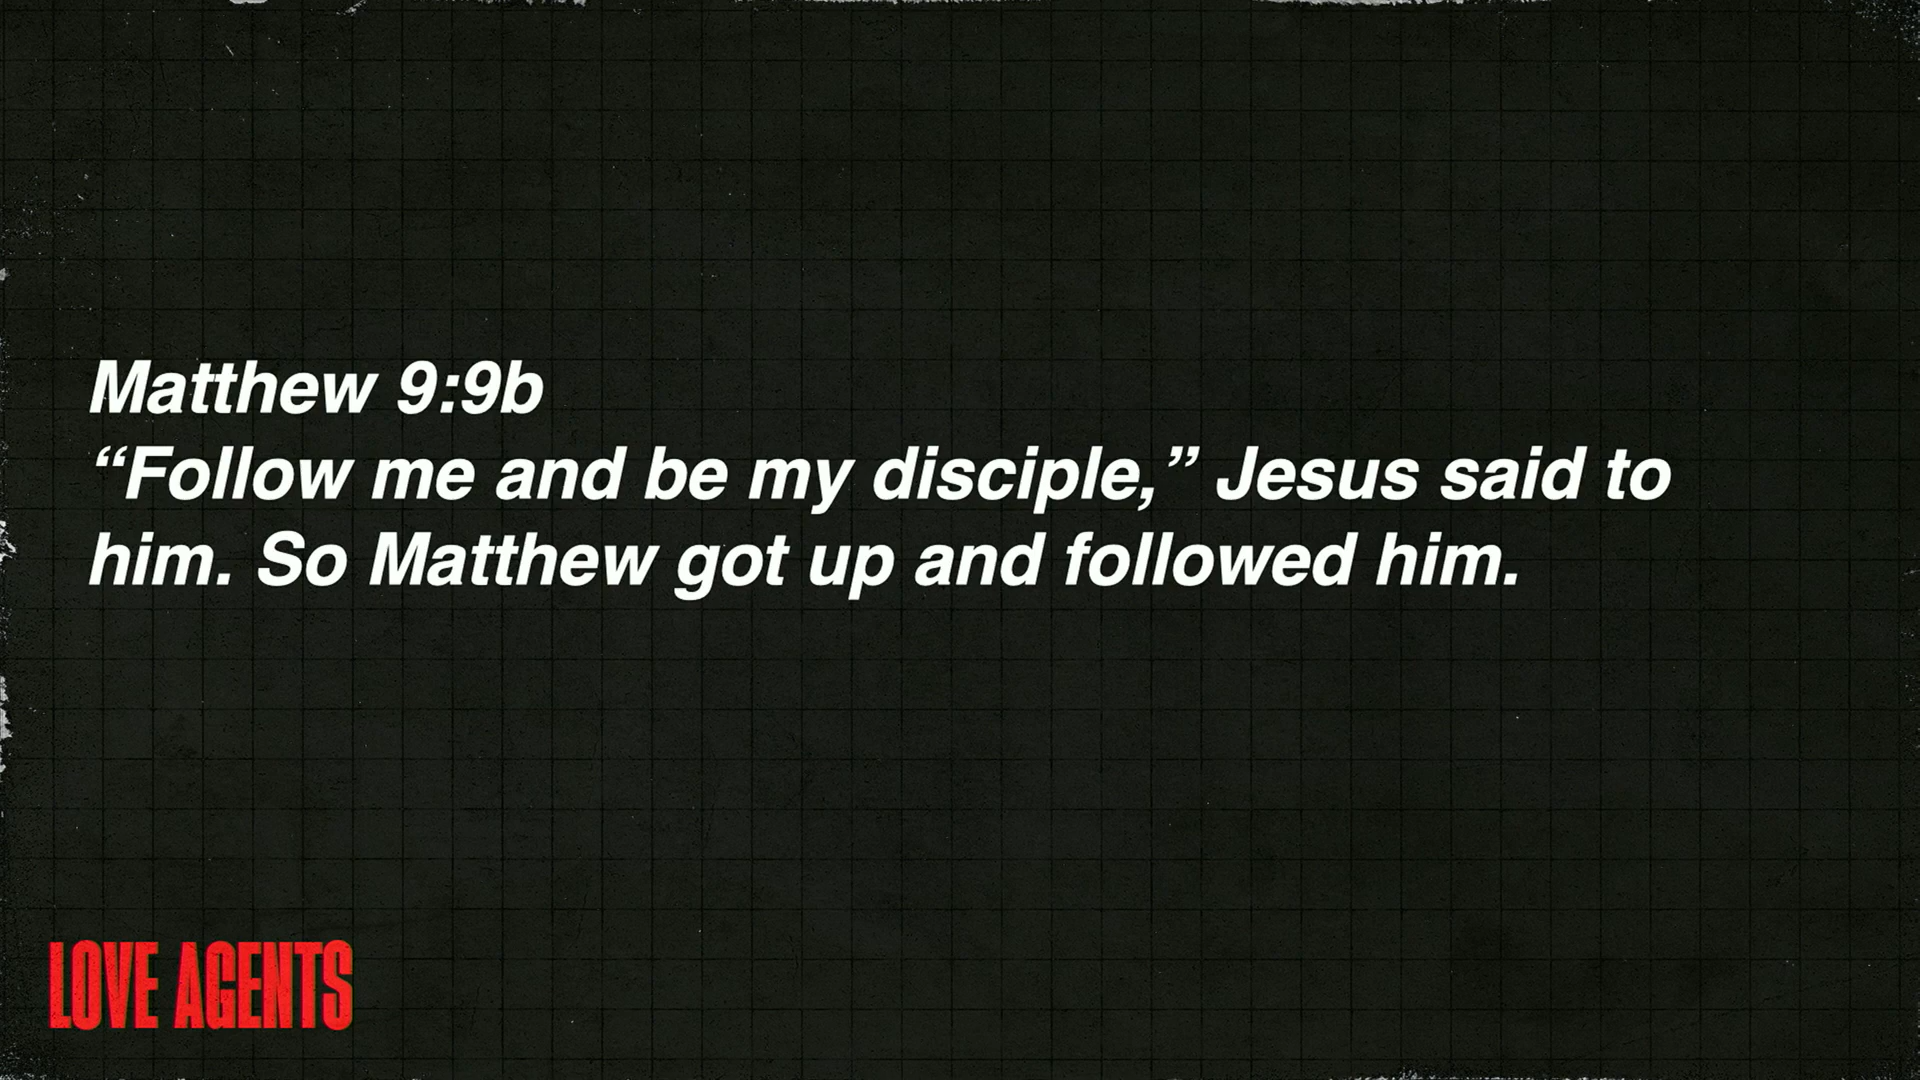 Matthew 9:9b
“Follow me and be my disciple,” Jesus said to
him. So Matthew got up and followed him.
LOVE AGENTS